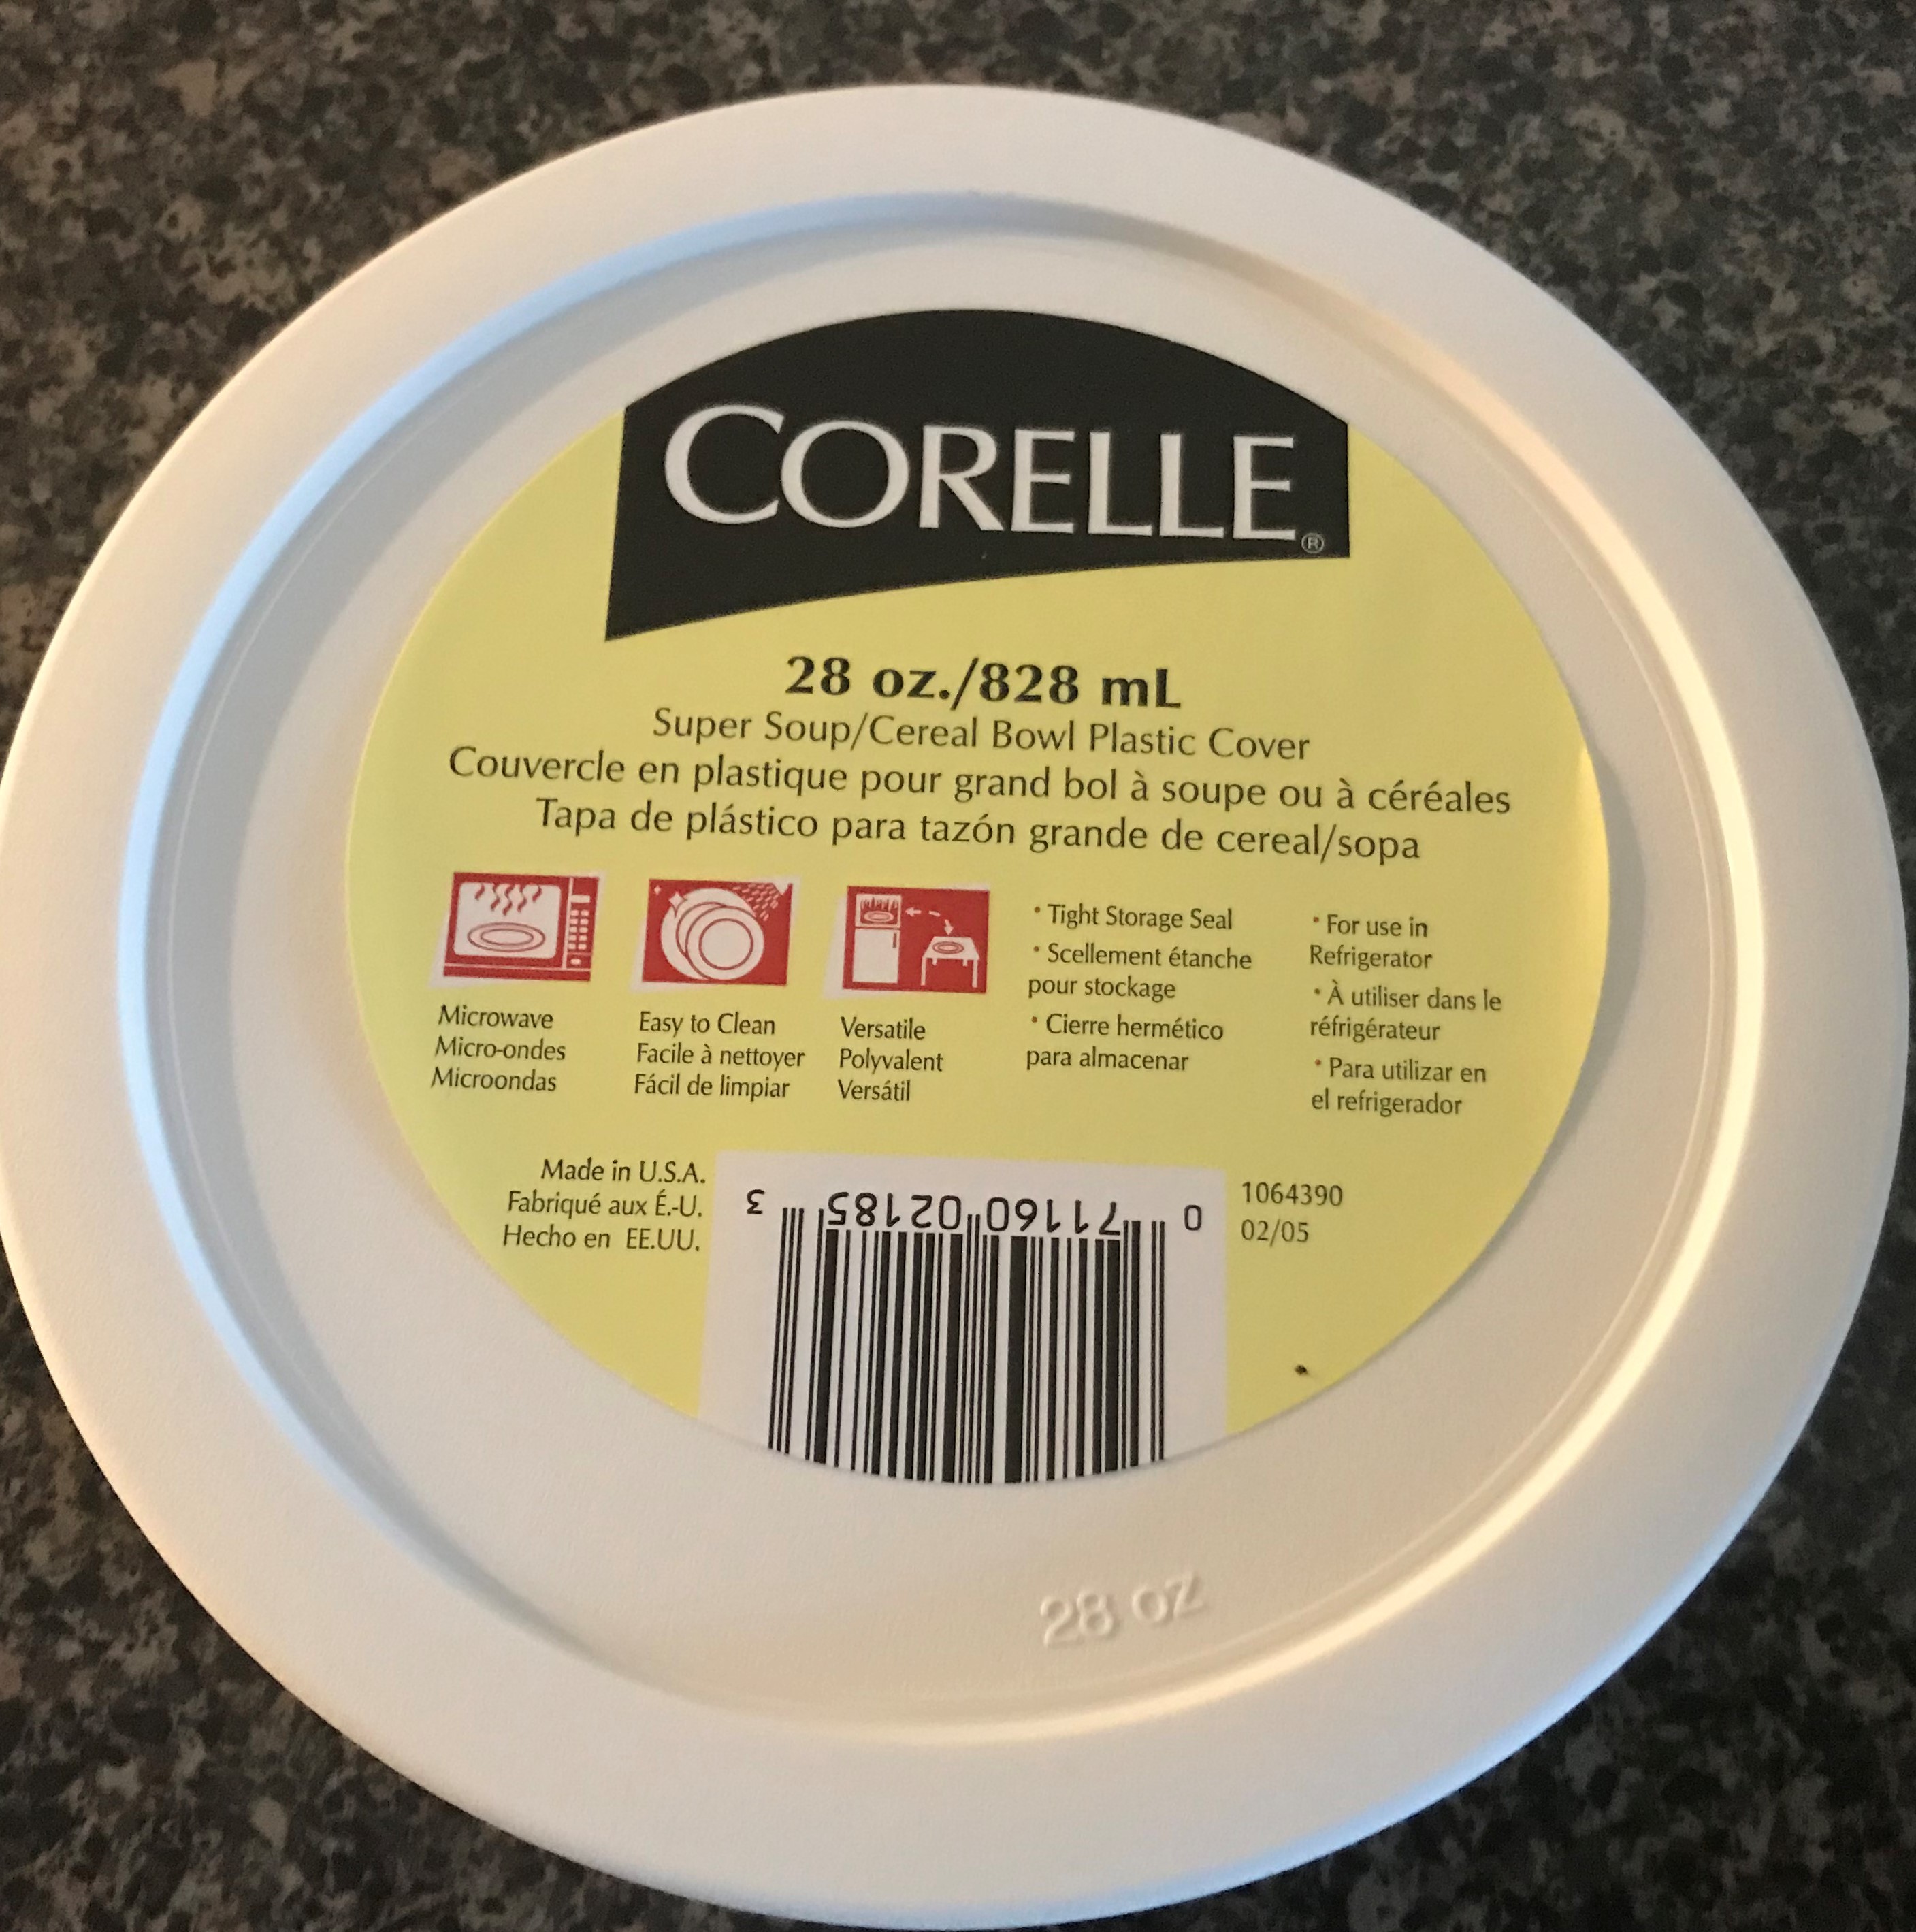 CORELLE®
28 oz./828 mL
Super Soup/Cereal Bowl Plastic Cover
Couvercle en plastique pour grand bol à soupe ou à céréales
Tapa de plástico para tazón grande de cereal/sopa
Microwave
Micro-ondes
Microondas
Easy to Clean
Facile à nettoyer
Fácil de limpiar
Versatile
Polyvalent
Versátil
• Tight Storage Seal
• Scellement étanche
pour stockage
• Cierre hermético
para almacenar
• For use in
Refrigerator
• À utiliser dans le
réfrigérateur
• Para utilizar en
el refrigerador
Made in U.S.A.
Fabriqué aux É.-U.
Hecho en EE.UU.
0 71160 02185 3
1064390
02/05
28 oz